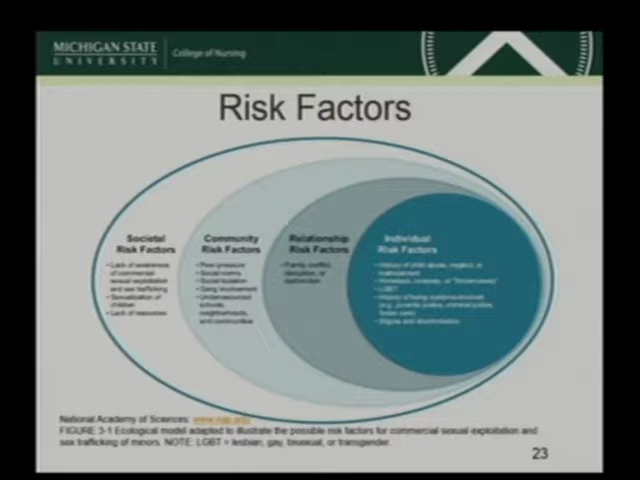 MICHIGAN STATE
UNIVERSITY
College of Nursing
Risk Factors
Societal
Risk Factors
• Lack of awareness
of commercial
sexual exploitation
and sex trafficking
• Sexualization of
children
• Lack of resources
Community
Risk Factors
• Peer pressure
• Social norms
• Social isolation
• Gang involvement
• Underresourced
schools,
neighborhoods,
and communities
Relationship
Risk Factors
• Family conflict,
disruption, or
dysfunction
Individual
Risk Factors
• History of child abuse, neglect, or
maltreatment
• Homeless, runaway, or "thrownaway"
• LGBT
• History of being systems-involved
(e.g., juvenile justice, criminal justice,
foster care)
• Stigma and discrimination
National Academy of Sciences: www.nap.edu
FIGURE 3-1 Ecological model adapted to illustrate the possible risk factors for commercial sexual exploitation and
sex trafficking of minors. NOTE: LGBT = lesbian, gay, bisexual, or transgender.
23